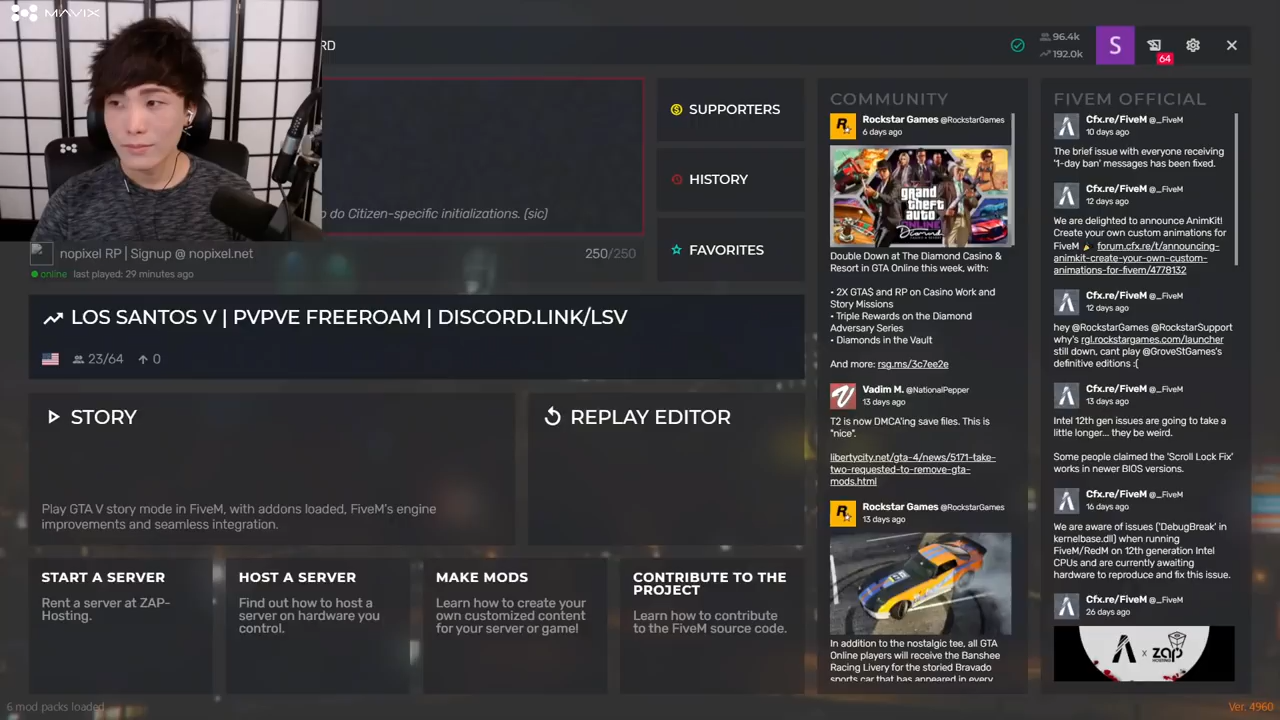 MAVIX
RD
96.4k
192.0k
S
64
o do Citizen-specific initializations. (sic)
nopixel RP | Signup @ nopixel.net
250/250
online last played: 29 minutes ago
SUPPORTERS
HISTORY
FAVORITES
LOS SANTOS V | PVPVE FREEROAM | DISCORD.LINK/LSV
23/64 0
STORY
Play GTA V story mode in FiveM, with addons loaded, FiveM's engine
improvements and seamless integration.
REPLAY EDITOR
START A SERVER
Rent a server at ZAP-
Hosting.
HOST A SERVER
Find out how to host a
server on hardware you
control.
MAKE MODS
Learn how to create your
own customized content
for your server or game!
CONTRIBUTE TO THE
PROJECT
Learn how to contribute
to the FiveM source code.
COMMUNITY
Rockstar Games @RockstarGames
6 days ago
grand
theft
auto
ONLINE
Diamond
Double Down at The Diamond Casino &
Resort in GTA Online this week, with:
• 2X GTA$ and RP on Casino Work and
Story Missions
• Triple Rewards on the Diamond
Adversary Series
• Diamonds in the Vault
And more: rsg.ms/3c7ee2e
Vadim M. @NationalPepper
13 days ago
T2 is now DMCA'ing save files. This is
"nice".
libertycity.net/gta-4/news/5171-take-
two-requested-to-remove-gta-
mods.html
Rockstar Games @RockstarGames
13 days ago
In addition to the nostalgic tee, all GTA
Online players will receive the Banshee
Racing Livery for the storied Bravado
sports car that has appeared in every
FIVEM OFFICIAL
Cfx.re/FiveM @_FiveM
10 days ago
The brief issue with everyone receiving
'1-day ban' messages has been fixed.
Cfx.re/FiveM @_FiveM
12 days ago
We are delighted to announce AnimKit!
Create your own custom animations for
FiveM 🎉 forum.cfx.re/t/announcing-
animkit-create-your-own-custom-
animations-for-fivem/4778132
Cfx.re/FiveM @_FiveM
12 days ago
hey @RockstarGames @RockstarSupport
why's rgl.rockstargames.com/launcher
still down, cant play @GroveStGames's
definitive editions :(
Cfx.re/FiveM @_FiveM
13 days ago
Intel 12th gen issues are going to take a
little longer... they be weird.
Some people claimed the 'Scroll Lock Fix'
works in newer BIOS versions.
Cfx.re/FiveM @_FiveM
16 days ago
We are aware of issues ('DebugBreak' in
kernelbase.dll) when running
FiveM/RedM on 12th generation Intel
CPUs and are currently awaiting
hardware to reproduce and fix this issue.
Cfx.re/FiveM @_FiveM
26 days ago
x zap
HOSTING
6 mod packs loaded
Ver. 4960